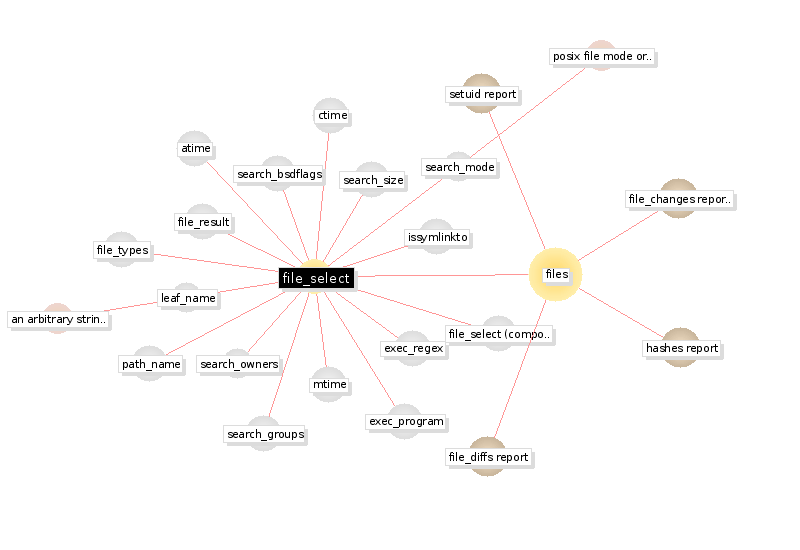 posix file mode or..
setuid report
ctime
atime
search_mode
search_bsdflags
search_size
file_changes repor..
file_result
issymlinkto
file_types
files
file_select
leaf_name
an arbitrary strin..
file_select (compo..
exec_regex
hashes report
path_name
search_owners
mtime
exec_program
search_groups
file_diffs report